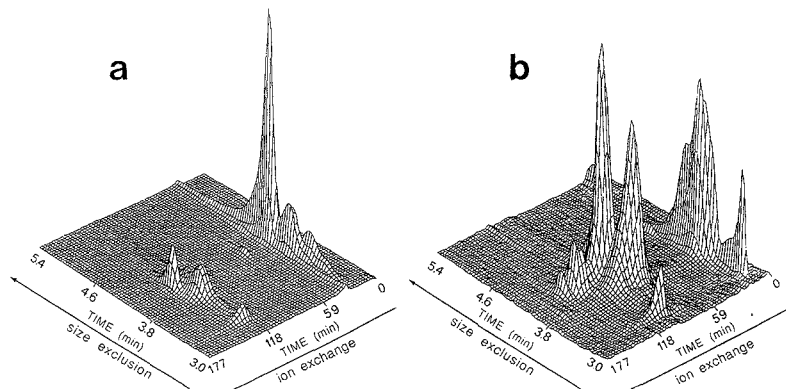 a
5.4
4.6
3.8
3.0
TIME (min)
size exclusion
177
118
59
0
TIME (min)
ion exchange
b
5.4
4.6
3.8
3.0
TIME (min)
size exclusion
177
118
59
0
TIME (min)
ion exchange